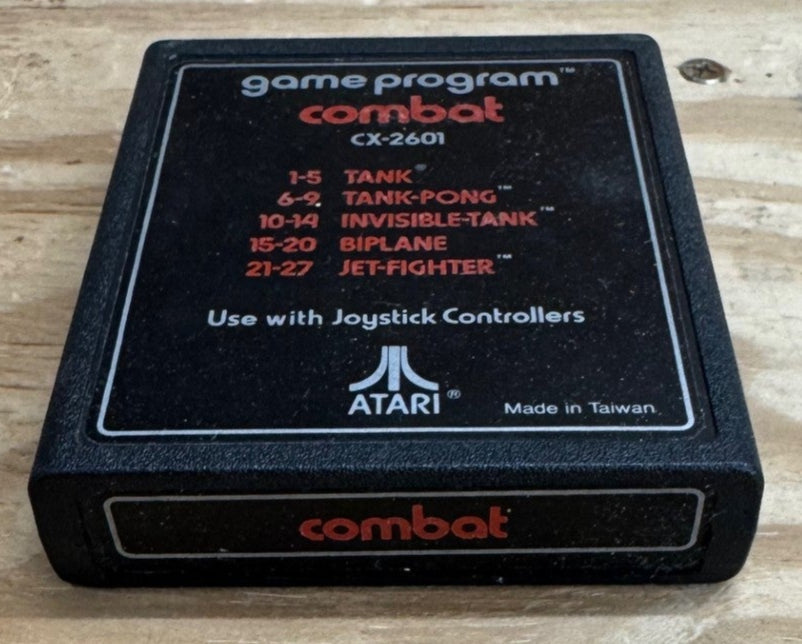 game program™
combat
CX-2601
1-5 TANK
6-9 TANK-PONG™
10-14 INVISIBLE-TANK™
15-20 BIPLANE
21-27 JET-FIGHTER™
Use with Joystick Controllers
ATARI®
Made in Taiwan
combat